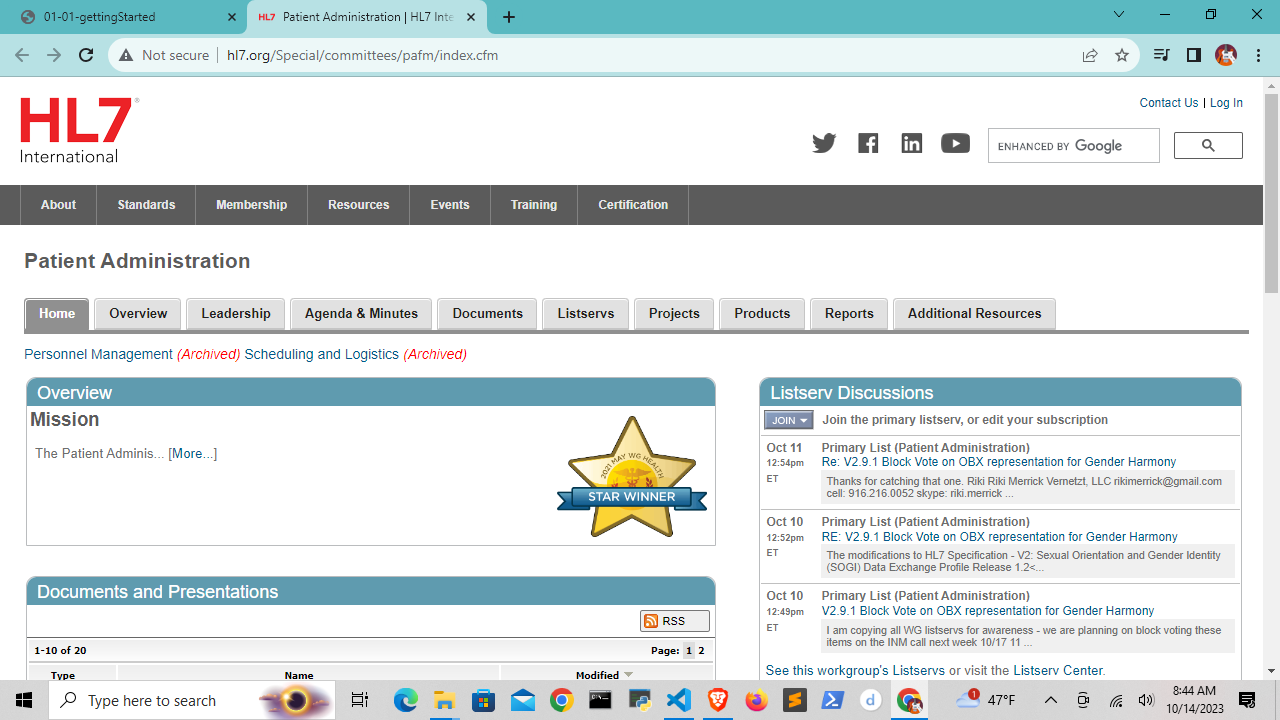 01-01-gettingStarted
HL7 Patient Administration | HL7 Inte
Not secure hl7.org/Special/committees/pafm/index.cfm
Contact Us | Log In
HL7®
International
ENHANCED BY Google
About Standards Membership Resources Events Training Certification
Patient Administration
Home Overview Leadership Agenda & Minutes Documents Listservs Projects Products Reports Additional Resources
Personnel Management (Archived) Scheduling and Logistics (Archived)
Overview
Mission
The Patient Adminis... [More...]
2021 MAY WG HEALTH
STAR WINNER
Documents and Presentations
RSS
1-10 of 20 Page: 1 2
Type Name Modified
Listserv Discussions
JOIN Join the primary listserv, or edit your subscription
Oct 11 Primary List (Patient Administration)
12:54pm Re: V2.9.1 Block Vote on OBX representation for Gender Harmony
ET Thanks for catching that one. Riki Riki Merrick Vernetzt, LLC rikimerrick@gmail.com
cell: 916.216.0052 skype: riki.merrick ...
Oct 10 Primary List (Patient Administration)
12:52pm RE: V2.9.1 Block Vote on OBX representation for Gender Harmony
ET The modifications to HL7 Specification - V2: Sexual Orientation and Gender Identity
(SOGI) Data Exchange Profile Release 1.2<...
Oct 10 Primary List (Patient Administration)
12:49pm V2.9.1 Block Vote on OBX representation for Gender Harmony
ET I am copying all WG listservs for awareness - we are planning on block voting these
items on the INM call next week 10/17 11 ...
See this workgroup's Listservs or visit the Listserv Center.
Type here to search
d
1
47°F
8:44 AM
10/14/2023